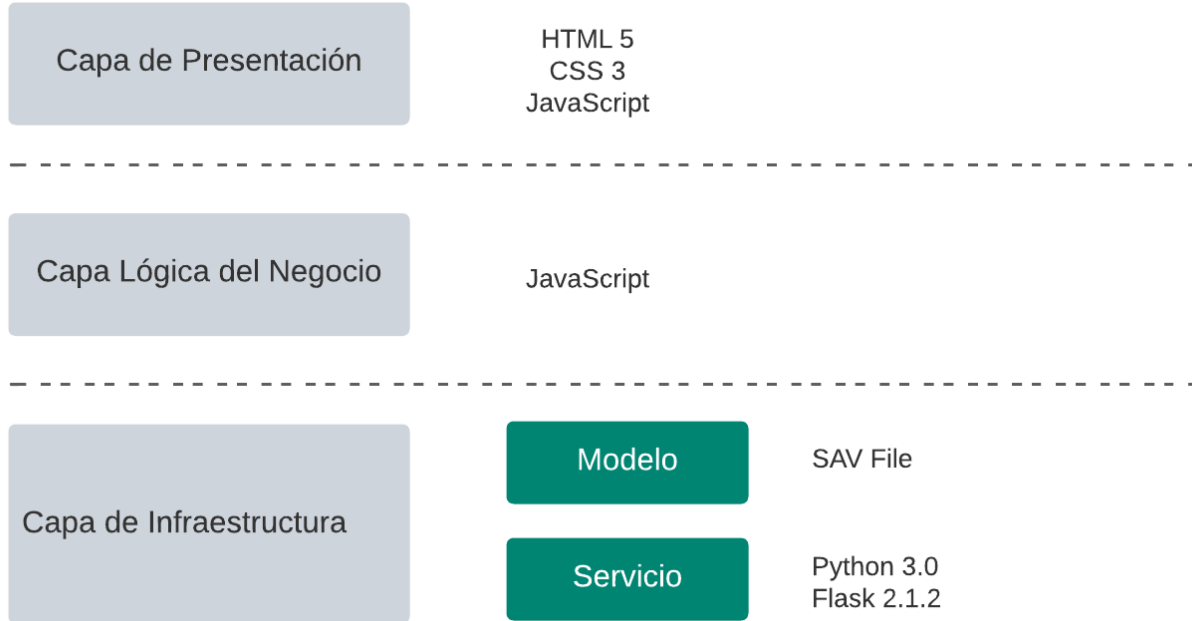 Capa de Presentación
HTML 5
CSS 3
JavaScript
Capa Lógica del Negocio
JavaScript
Capa de Infraestructura
Modelo
SAV File
Servicio
Python 3.0
Flask 2.1.2